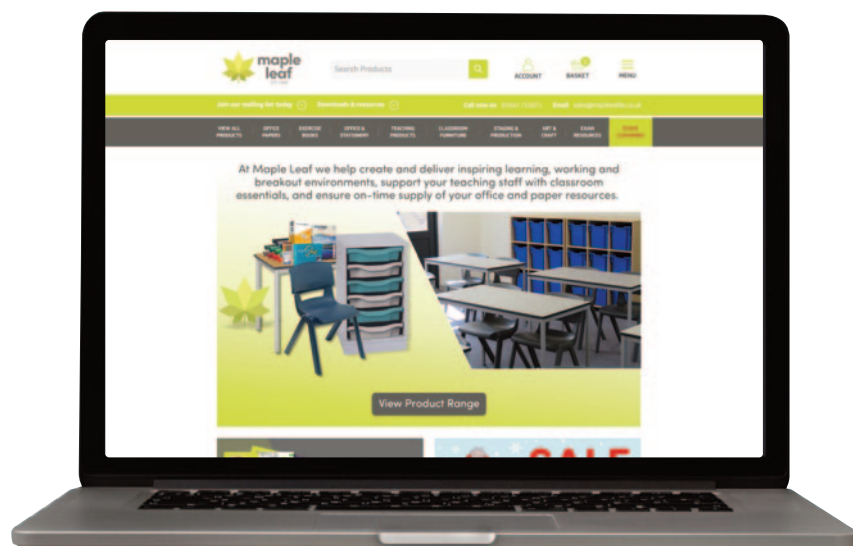 maple
leaf
Search Products
ACCOUNT
BASKET
MENU
Join our mailing list today
Downloads & resources
Call now on
Email
VIEW ALL
PRODUCTS
OFFICE
PAPERS
EXERCISE
BOOKS
OFFICE &
STATIONERY
TEACHING
PRODUCTS
CLASSROOM
FURNITURE
STAGING &
PRODUCTION
ART &
CRAFT
EXAM
RESOURCES
At Maple Leaf we help create and deliver inspiring learning, working and
breakout environments, support your teaching staff with classroom
essentials, and ensure on-time supply of your office and paper resources.
View Product Range
SALE